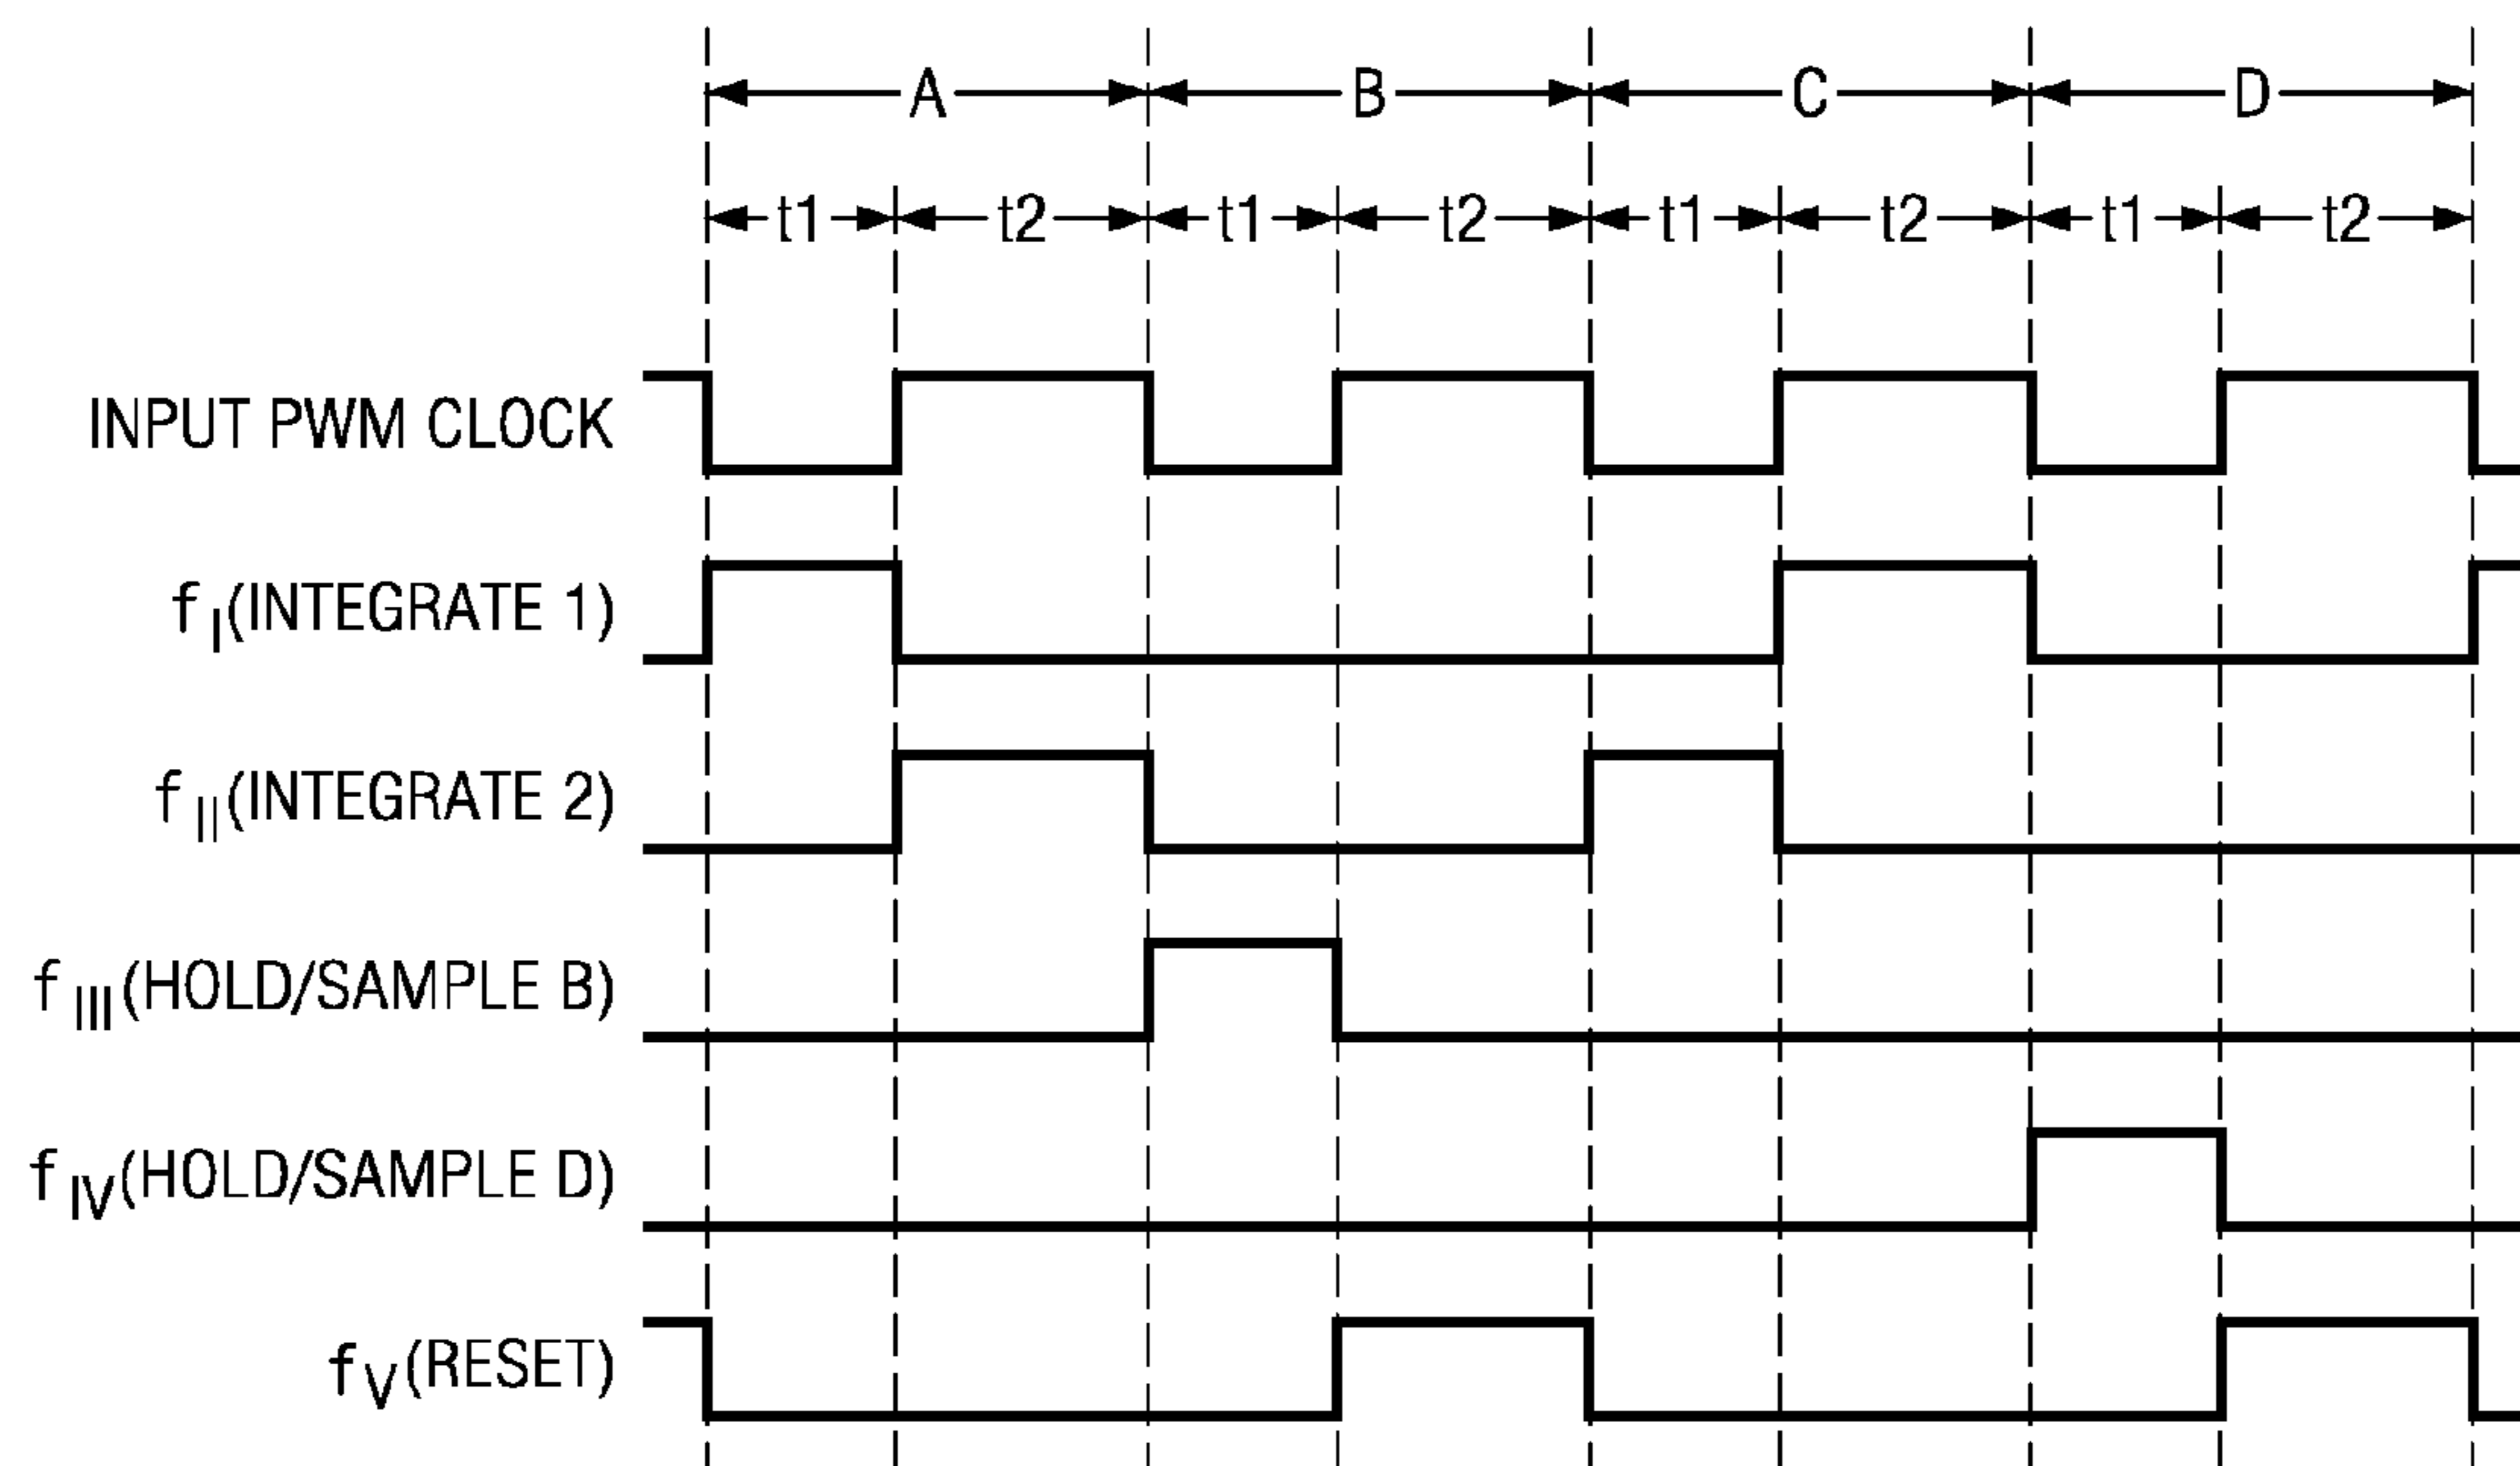 A B C D
t1 t2 t1 t2 t1 t2 t1 t2
INPUT PWM CLOCK
f I (INTEGRATE 1)
f II (INTEGRATE 2)
f III (HOLD/SAMPLE B)
f IV (HOLD/SAMPLE D)
f V (RESET)